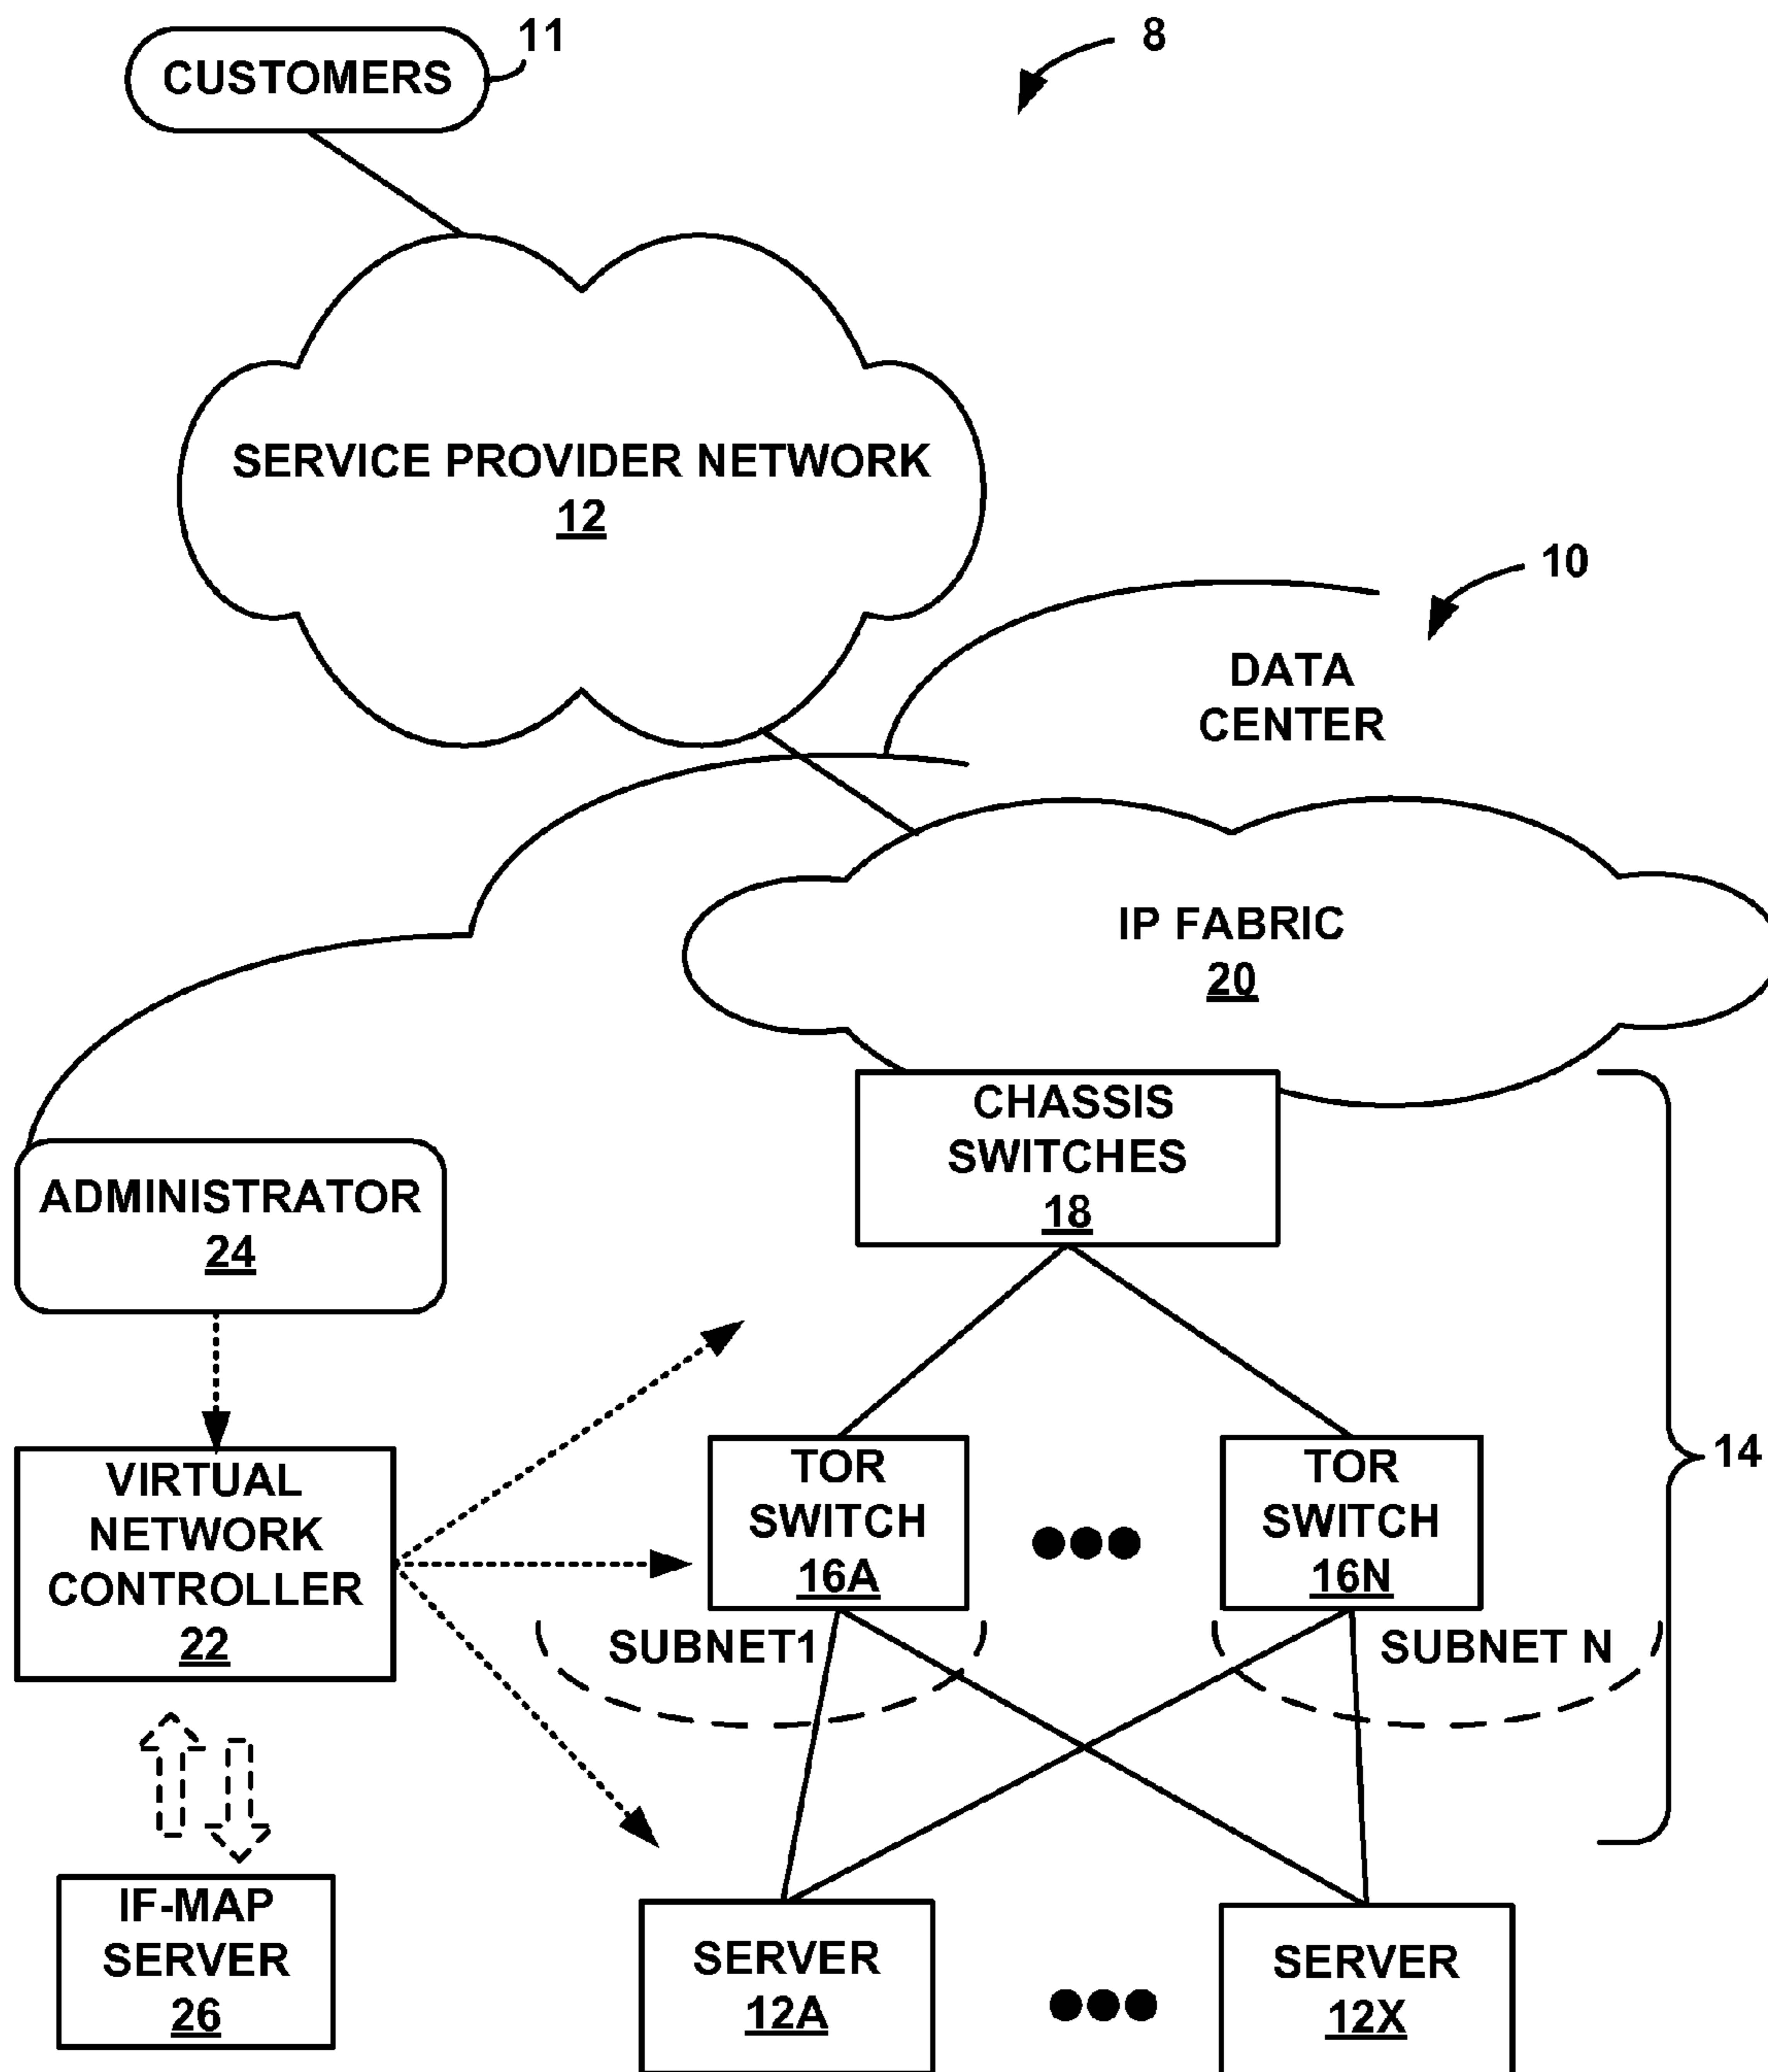 11
8
CUSTOMERS
SERVICE PROVIDER NETWORK
12
10
DATA
CENTER
IP FABRIC
20
CHASSIS
SWITCHES
18
ADMINISTRATOR
24
14
VIRTUAL
NETWORK
CONTROLLER
22
TOR
SWITCH
16A
TOR
SWITCH
16N
SUBNET1
SUBNET N
IF-MAP
SERVER
26
SERVER
12A
SERVER
12X